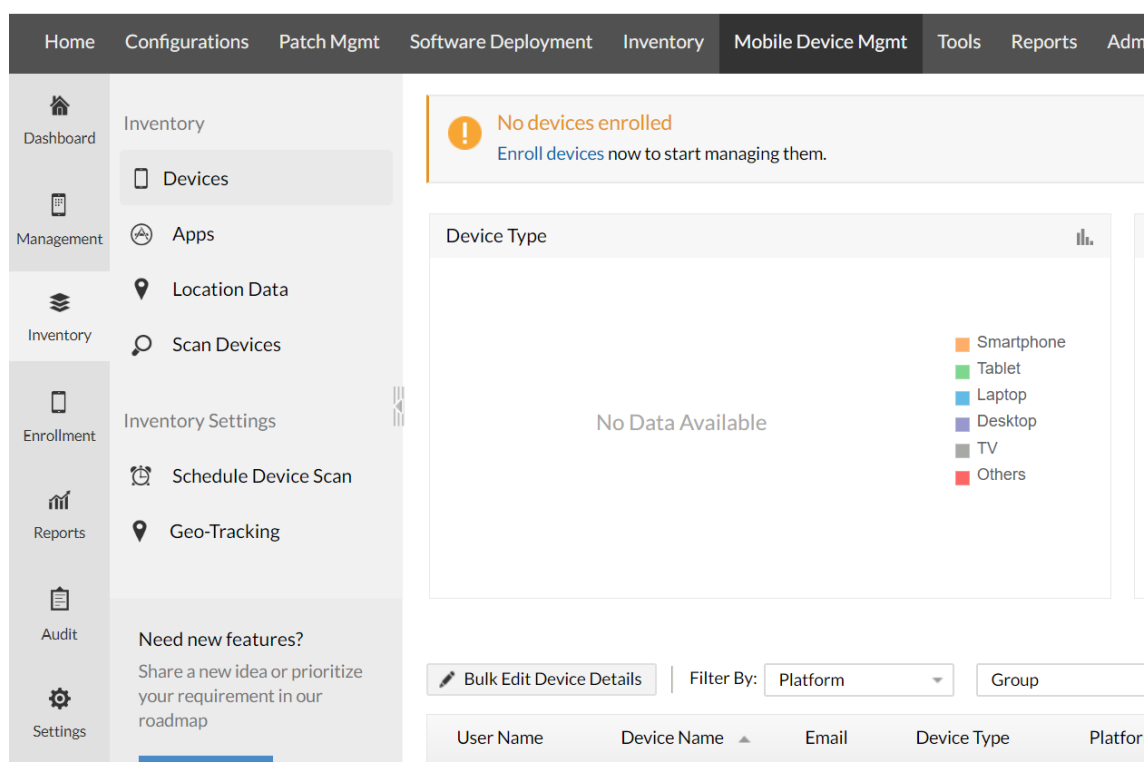 Home Configurations Patch Mgmt Software Deployment Inventory Mobile Device Mgmt Tools Reports Adm
Dashboard
Management
Inventory
Enrollment
Reports
Audit
Settings
Inventory
Devices
Apps
Location Data
Scan Devices
Inventory Settings
Schedule Device Scan
Geo-Tracking
Need new features?
Share a new idea or prioritize
your requirement in our
roadmap
No devices enrolled
Enroll devices now to start managing them.
Device Type
No Data Available
Smartphone
Tablet
Laptop
Desktop
TV
Others
Bulk Edit Device Details Filter By: Platform Group
User Name Device Name Email Device Type Platfor